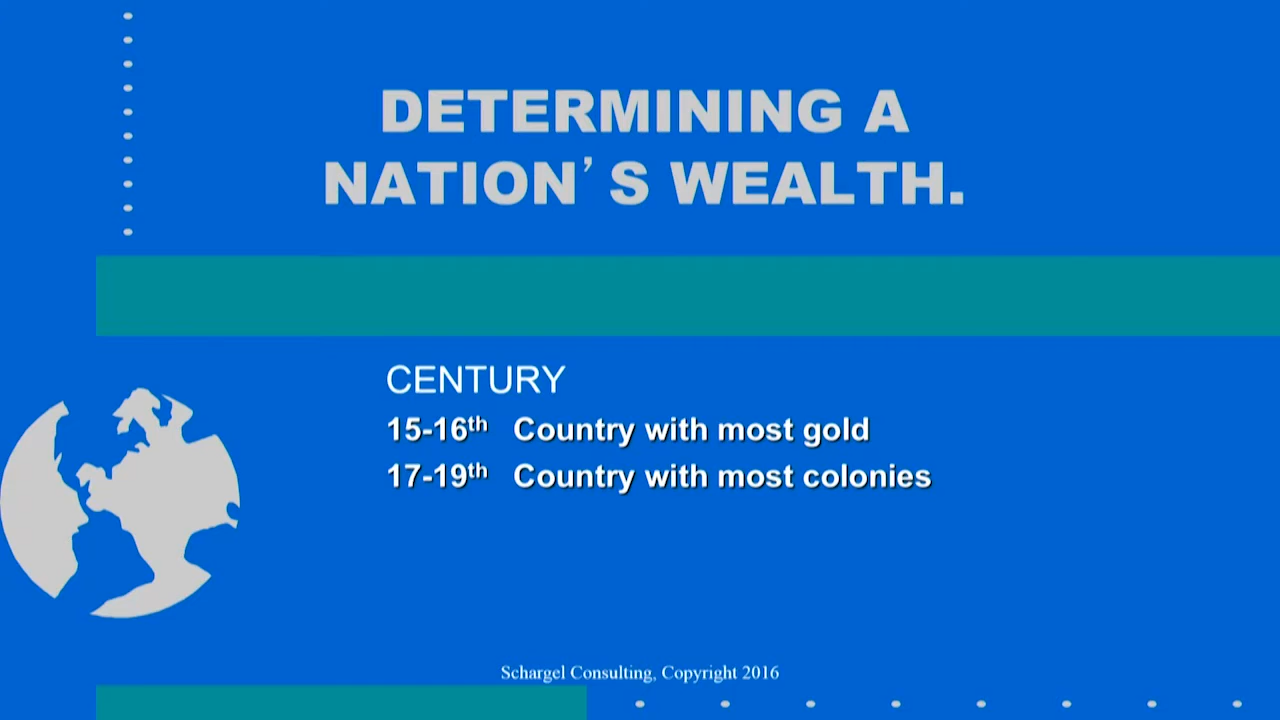 DETERMINING A
NATION’S WEALTH.
CENTURY
15-16th Country with most gold
17-19th Country with most colonies
Schargel Consulting, Copyright 2016